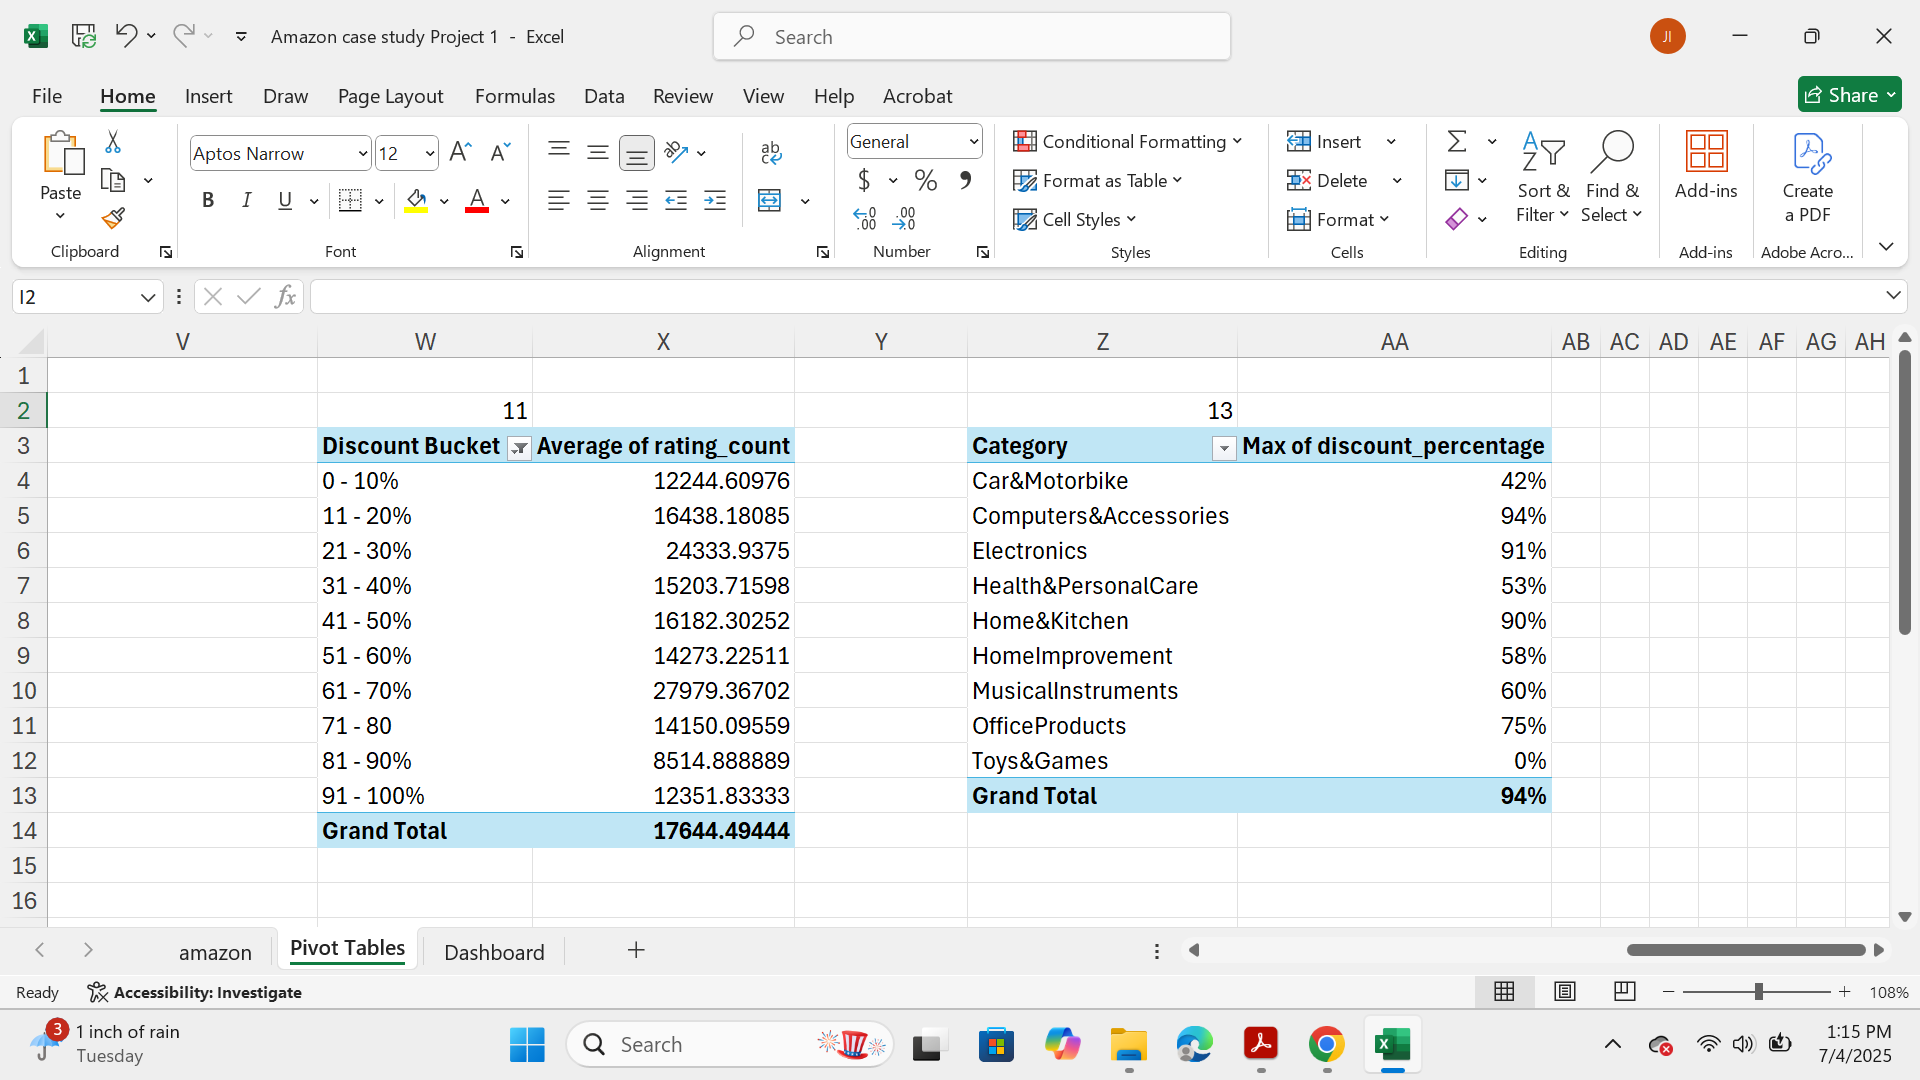 Amazon case study Project 1 - Excel
Search
JI
File Home Insert Draw Page Layout Formulas Data Review View Help Acrobat
Share
Paste
Clipboard
Aptos Narrow 12
B I U A
Font
ab
Alignment
General
$ % 9
Number
Conditional Formatting
Format as Table
Cell Styles
Styles
Insert
Delete
Format
Cells
Sort & Filter
Find & Select
Editing
Add-ins
Add-ins
Create a PDF
Adobe Acro...
I2 fx
V W X Y Z AA AB AC AD AE AF AG AH
1
2 11 13
3 Discount Bucket Average of rating_count Category Max of discount_percentage
4 0 - 10% 12244.60976 Car&Motorbike 42%
5 11 - 20% 16438.18085 Computers&Accessories 94%
6 21 - 30% 24333.9375 Electronics 91%
7 31 - 40% 15203.71598 Health&PersonalCare 53%
8 41 - 50% 16182.30252 Home&Kitchen 90%
9 51 - 60% 14273.22511 HomeImprovement 58%
10 61 - 70% 27979.36702 MusicalInstruments 60%
11 71 - 80 14150.09559 OfficeProducts 75%
12 81 - 90% 8514.888889 Toys&Games 0%
13 91 - 100% 12351.83333 Grand Total 94%
14 Grand Total 17644.49444
15
16
amazon Pivot Tables Dashboard
Ready Accessibility: Investigate 108%
3 1 inch of rain
Tuesday
Search
1:15 PM
7/4/2025